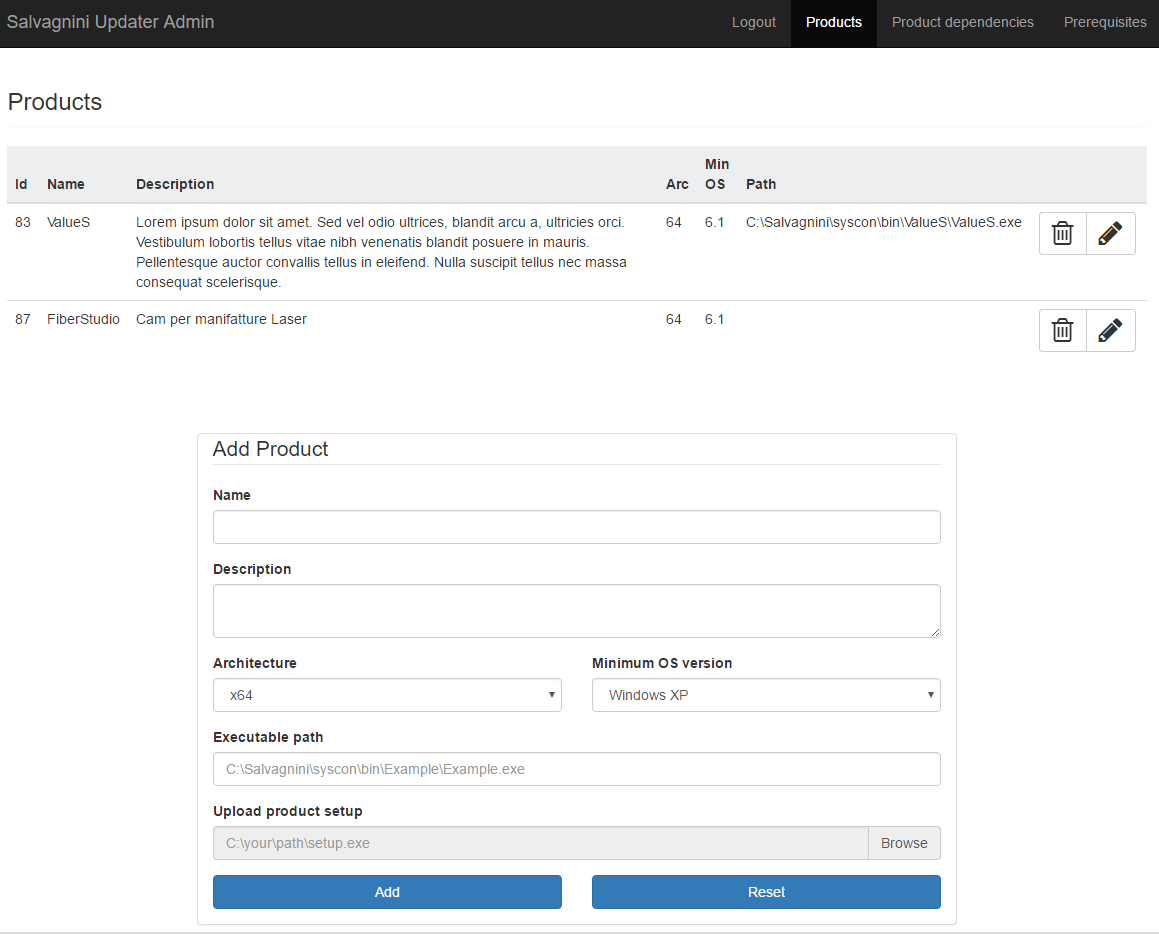 Salvagnini Updater Admin Logout Products Product dependencies Prerequisites
Products
Id Name Description Arc Min OS Path
83 ValueS Lorem ipsum dolor sit amet. Sed vel odio ultrices, blandit arcu a, ultricies orci. 64 6.1 C:\Salvagnini\syscon\bin\ValueS\ValueS.exe
Vestibulum lobortis tellus vitae nibh venenatis blandit posuere in mauris.
Pellentesque auctor convallis tellus in eleifend. Nulla suscipit tellus nec massa
consequat scelerisque.
87 FiberStudio Cam per manifatture Laser 64 6.1
Add Product
Name
Description
Architecture Minimum OS version
x64 Windows XP
Executable path
C:\Salvagnini\syscon\bin\Example\Example.exe
Upload product setup
C:\your\path\setup.exe Browse
Add Reset